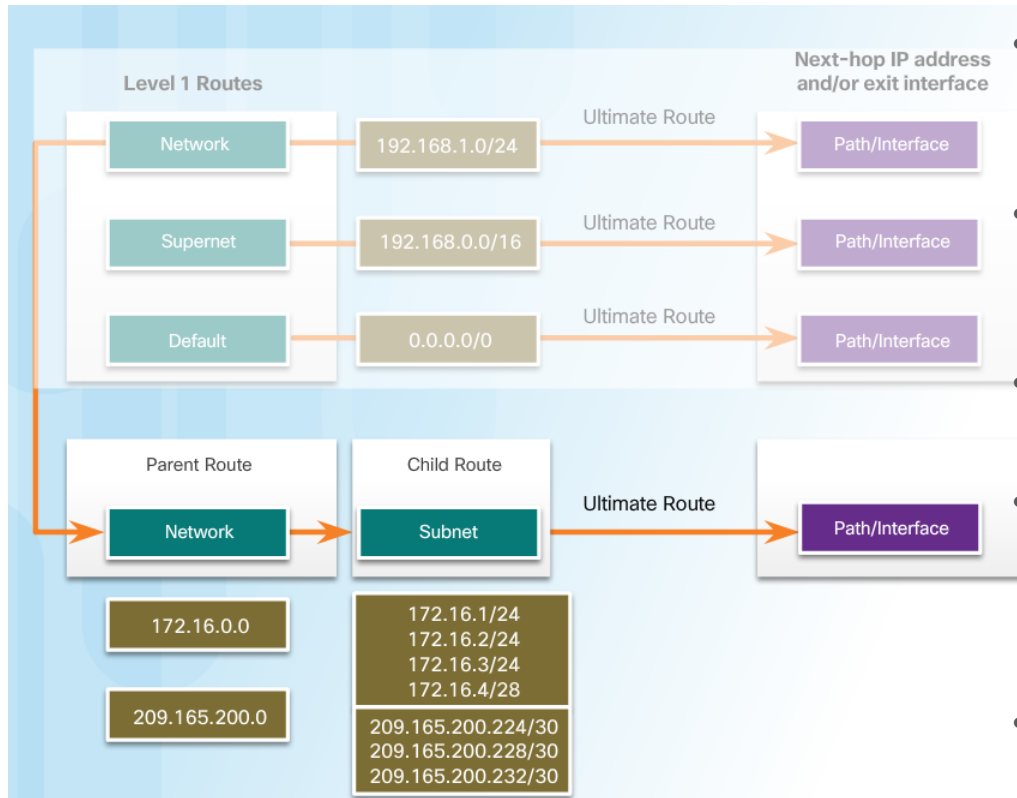 Level 1 Routes
Next-hop IP address
and/or exit interface
Network
192.168.1.0/24
Ultimate Route
Path/Interface
Supernet
192.168.0.0/16
Ultimate Route
Path/Interface
Default
0.0.0.0/0
Ultimate Route
Path/Interface
Parent Route
Child Route
Network
Subnet
Ultimate Route
Path/Interface
172.16.0.0
172.16.1/24
172.16.2/24
172.16.3/24
172.16.4/28
209.165.200.0
209.165.200.224/30
209.165.200.228/30
209.165.200.232/30